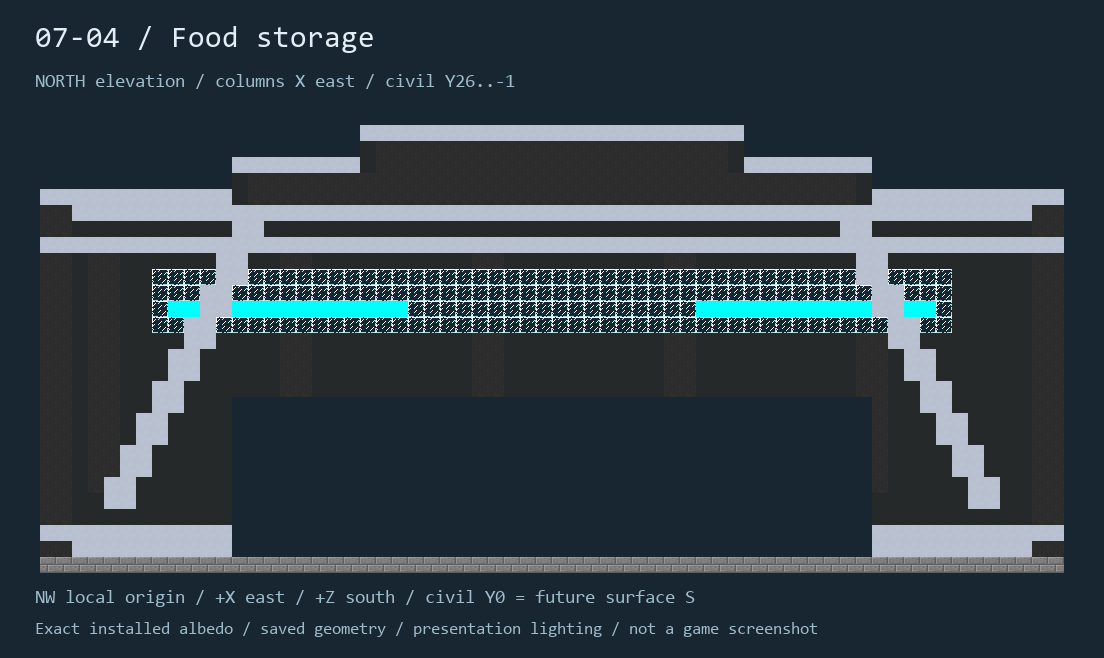 07-04 / Food storage
NORTH elevation / columns X east / civil Y26..-1
NW local origin / +X east / +Z south / civil Y0 = future surface S
Exact installed albedo / saved geometry / presentation lighting / not a game screenshot